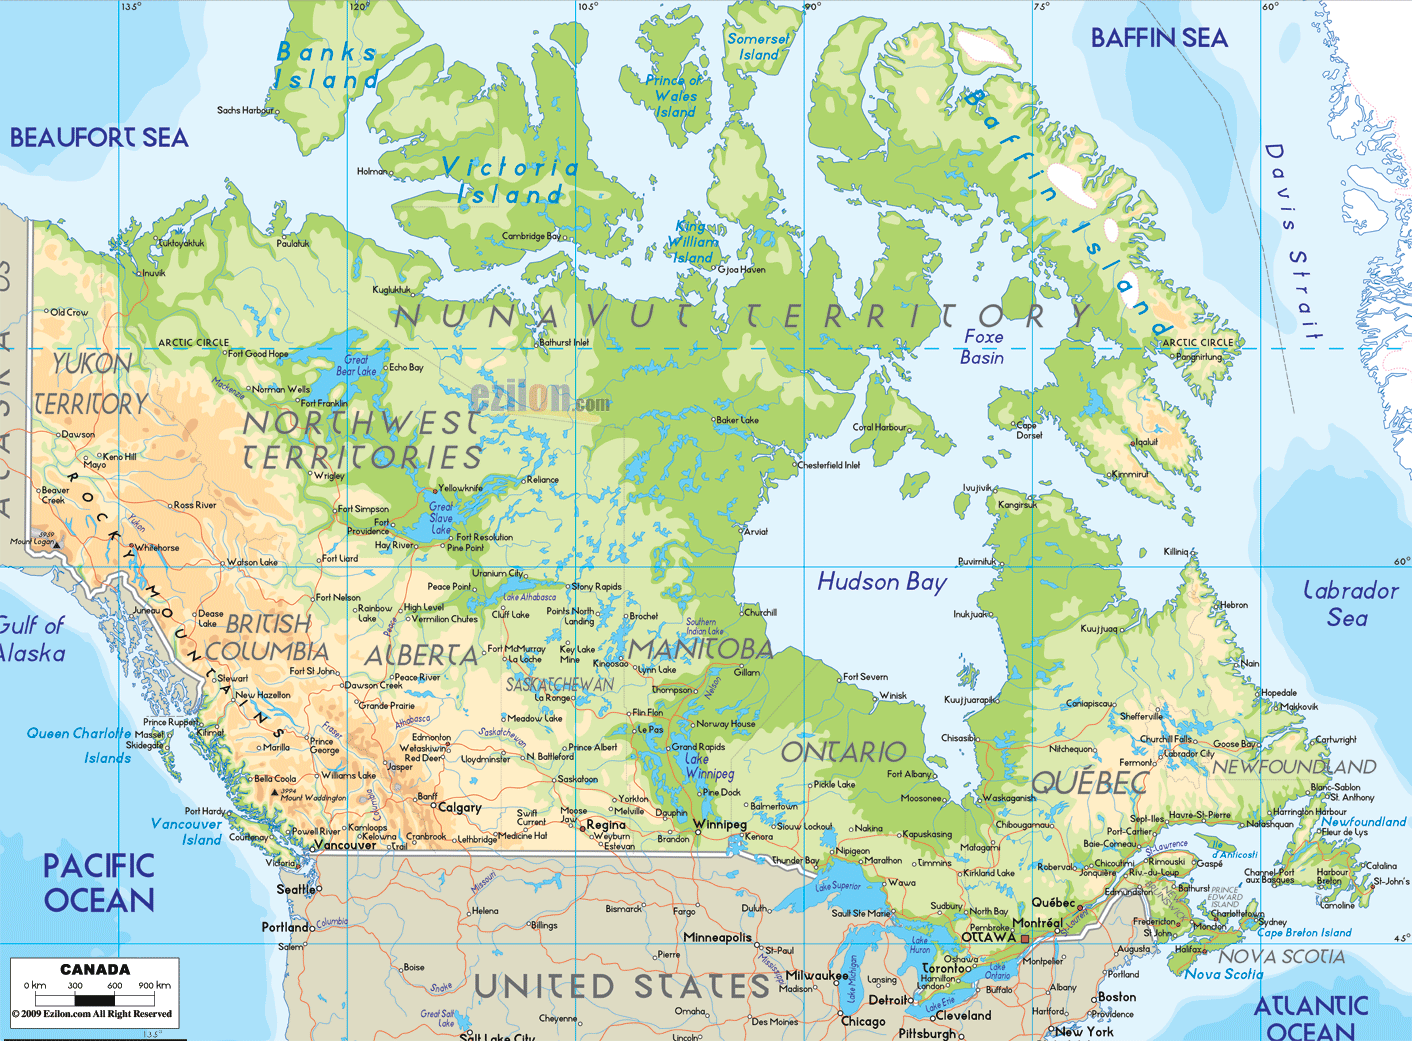 135°
120°
105°
90°
75°
60°
BAFFIN SEA
Banks
Island
Somerset
Island
Prince of
Wales
Island
Sachs Harbour
BEAUFORT SEA
Holman
Victoria
Island
Baffin Island
Davis Strait
Cambridge Bay
King
William
Island
Gjoa Haven
Tuktoyaktuk
Paulatuk
Inuvik
Kugluktuk
Old Crow
NUNAVUT TERRITORY
Foxe
Basin
ARCTIC CIRCLE
ARCTIC CIRCLE
Pangnirtung
Bathurst Inlet
Fort Good Hope
Great
Bear Lake
Echo Bay
YUKON
TERRITORY
Mackenzie
Norman Wells
Fort Franklin
ezilon.com
NORTHWEST
TERRITORIES
Baker Lake
Coral Harbour
Cape
Dorset
Iqaluit
Kimmirut
Dawson
Keno Hill
Mayo
Wrigley
Chesterfield Inlet
Beaver
Creek
Ross River
Yellowknife
Reliance
Ivujivik
Kangirsuk
ROCKY MOUNTAINS
Great
Slave
Lake
Fort Simpson
Fort
Providence
Hay River
Fort Resolution
Pine Point
Arviat
5959
Mount Logan
Yukon
Whitehorse
Watson Lake
Fort Liard
Killiniq
Puvirnituk
60°
Uranium City
Peace Point
Stony Rapids
Lake Athabasca
Hudson Bay
Labrador
Sea
Gulf of
Alaska
Juneau
Dease
Lake
Fort Nelson
Rainbow
Lake
High Level
Vermilion Chutes
Peace
Cluff Lake
Points North
Landing
Brochet
Churchill
Southern
Indian Lake
Inukjuak
Kuujjuaq
Hebron
BRITISH
COLUMBIA
ALBERTA
Fort McMurray
La Loche
Key Lake
Mine
Kinoosao
MANITOBA
Lynn Lake
Gillam
Nain
Stewart
Fort St John
Dawson Creek
Peace River
SASKATCHEWAN
La Ronge
Thompson
Nelson
Fort Severn
Winisk
Kuujjuarapik
Caniapiscau
Hopedale
Makkovik
New Hazellon
Grande Prairie
Athabasca
Meadow Lake
Flin Flon
Norway House
Schefferville
Prince Rupert
Kitimat
Massel
Skidegate
Queen Charlotte
Islands
Marilla
Fraser
Prince
George
Edmonton
Wetaskiwin
Red Deer
Saskatchewan
Lloydminster
N. Battleford
Prince Albert
Le Pas
Grand Rapids
Lake
Winnipeg
ONTARIO
Chisasibi
Nitchequon
Churchill Falls
Labrador City
Goose Bay
Cartwright
Fermont
NEWFOUNDLAND
Jasper
Bella Coola
Williams Lake
3994
Mount Waddington
Columbia
Banff
Calgary
Saskatoon
Pine Dock
Pickle Lake
Fort Albany
Moosonee
Waskaganish
QUÉBEC
Blanc-Sablon
St. Anthony
Port Hardy
Vancouver
Island
Courtenay
Powell River
Kamloops
Kelowna
Trail
Cranbrook
Lethbridge
Medicine Hat
Swift
Current
Moose
Jaw
Regina
Weyburn
Estevan
Yorkton
Melville
Dauphin
Brandon
Winnipeg
Balmertown
Kenora
Siouw Lockout
Nakina
Kapuskasing
Chibougamau
Matagami
Sept-Iles
Havre-St-Pierre
Natashquan
Harrington Harbour
Newfoundland
Fleur de Lys
Port-Cartier
Baie-Comeau
St Lawrence
Ile
d'Anticosti
Vancouver
Victoria
Seattle
Thunder Bay
Nipigon
Marathon
Timmins
Kirkland Lake
Roberval
Chicoutimi
Jonquière
Rimouski
Riv.-du-Loup
Gaspé
Channel-Port
aux Basques
Harbour
Breton
Catalina
St-John's
Lamoline
PACIFIC
OCEAN
Missouri
Lake Superior
Wawa
Sault Ste Marie
Sudbury
North Bay
Pembroke
OTTAWA
Montréal
Québec
St Laurent
Edmundston
Bathurst
PRINCE
EDWARD
ISLAND
Charlottetown
Moncton
Fredericton
St John
Sydney
Cape Breton Island
Halifax
NOVA SCOTIA
Nova Scotia
45°
Portland
Columbia
Salem
Helena
Billings
Bismarck
Fargo
Duluth
Minneapolis
St-Paul
Pierre
Mississippi
Lake
Huron
Lake Michigan
Oshawa
Toronto
Hamilton
London
Lake
Ontario
Montpelier
Augusta
Portland
Boise
Snake
UNITED STATES
Milwaukee
Madison
Lansing
Detroit
Lake Erie
Buffalo
Albany
Boston
Hartford
Providence
ATLANTIC
OCEAN
Great Salt
Lake
Salt Lake City
Cheyenne
Omaha
Lincoln
Des Moines
Chicago
Cleveland
Pittsburgh
New York
CANADA
0 km 300 600 900 km
© 2009 Ezilon.com All Right Reserved
135°